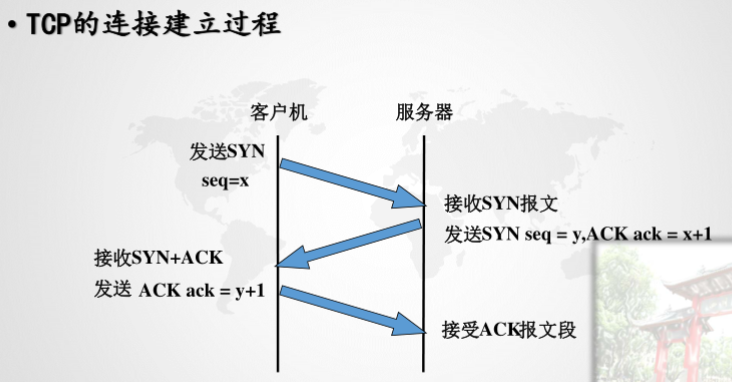 • TCP的连接建立过程
客户机
服务器
发送SYN
seq=x
接收SYN报文
发送SYN seq = y,ACK ack = x+1
接收SYN+ACK
发送 ACK ack = y+1
接受ACK报文段